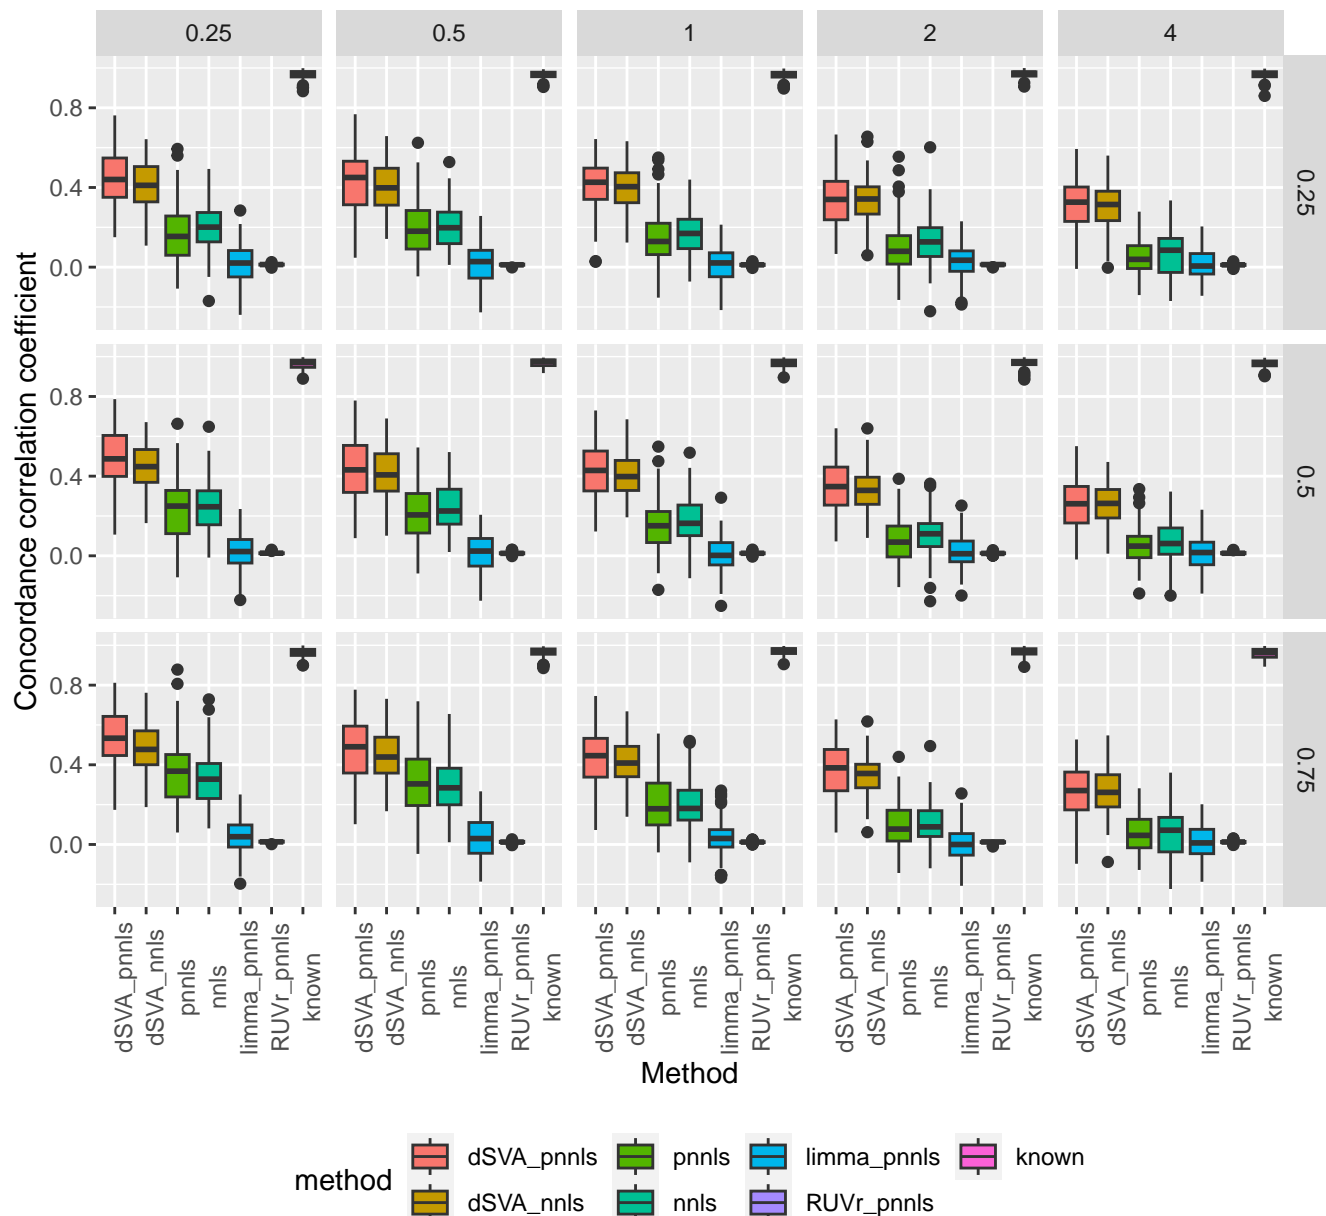 0.25 0.5 1 2 4
0.8
0.4
0.0
0.25
0.8
0.4
0.0
0.5
0.8
0.4
0.0
0.75
Concordance correlation coefficient
dSVA_pnnls dSVA_nnls pnnls nnls limma_pnnls RUVr_pnnls known
dSVA_pnnls dSVA_nnls pnnls nnls limma_pnnls RUVr_pnnls known
dSVA_pnnls dSVA_nnls pnnls nnls limma_pnnls RUVr_pnnls known
dSVA_pnnls dSVA_nnls pnnls nnls limma_pnnls RUVr_pnnls known
dSVA_pnnls dSVA_nnls pnnls nnls limma_pnnls RUVr_pnnls known
Method
method
dSVA_pnnls pnnls limma_pnnls known
dSVA_nnls nnls RUVr_pnnls